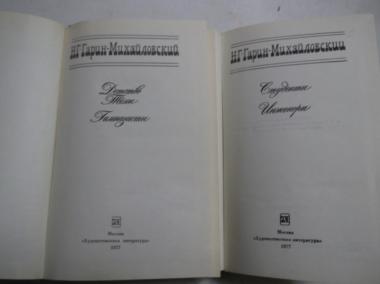 Н·Г·Гарин-Михайловский
Детство
Темы
Гимназисты
Москва
«Художественная литература»
1977
Н·Г·Гарин-Михайловский
Студенты
Инженеры
Москва
«Художественная литература»
1977